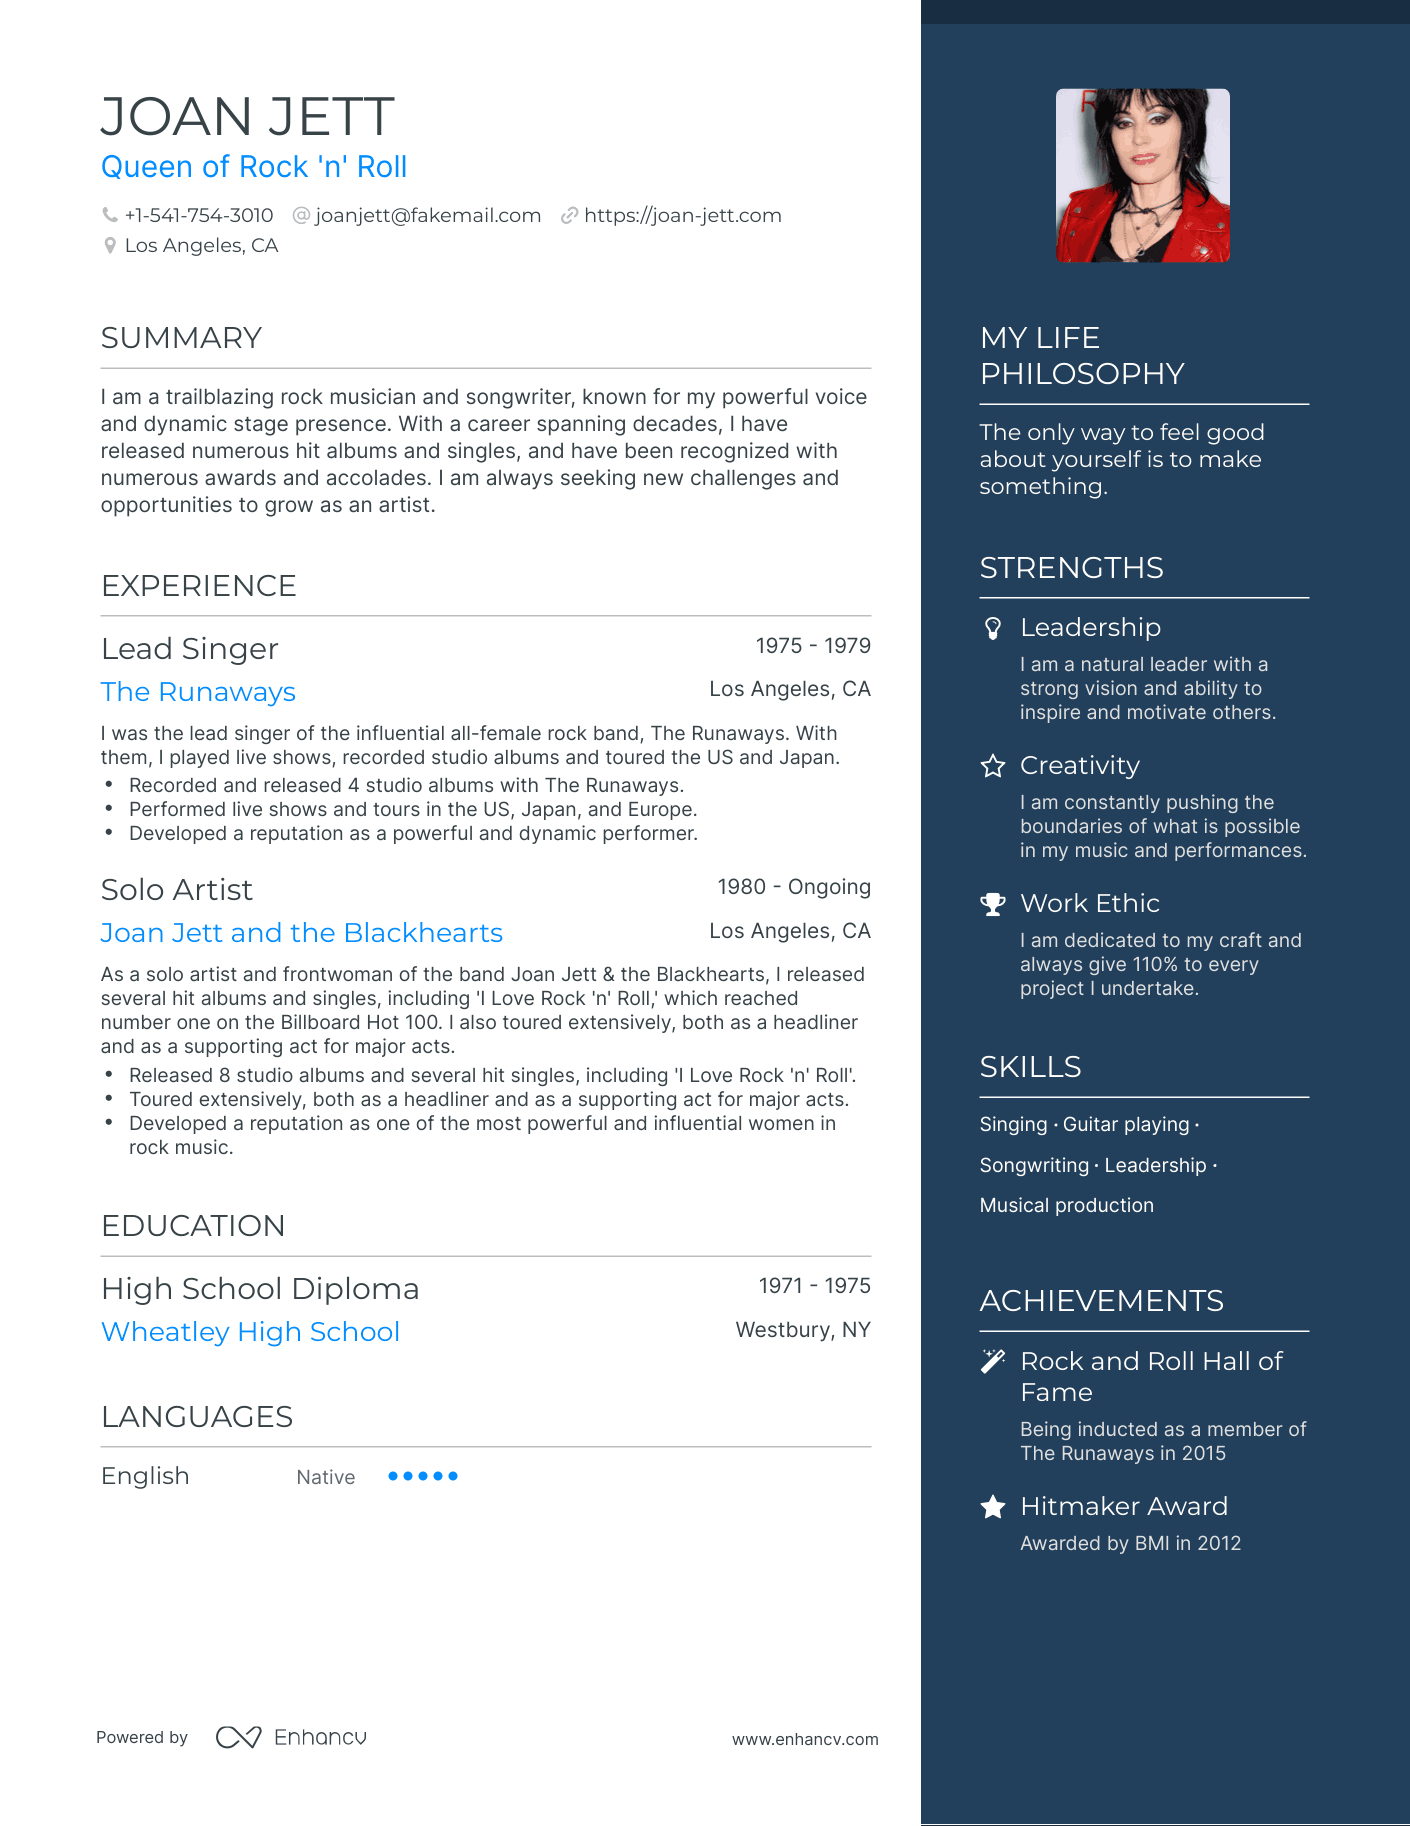 JOAN JETT
Queen of Rock 'n' Roll
+1-541-754-3010 @ joanjett@fakemail.com https://joan-jett.com
Los Angeles, CA
SUMMARY
I am a trailblazing rock musician and songwriter, known for my powerful voice
and dynamic stage presence. With a career spanning decades, I have
released numerous hit albums and singles, and have been recognized with
numerous awards and accolades. I am always seeking new challenges and
opportunities to grow as an artist.
EXPERIENCE
Lead Singer 1975 - 1979
The Runaways Los Angeles, CA
I was the lead singer of the influential all-female rock band, The Runaways. With
them, I played live shows, recorded studio albums and toured the US and Japan.
• Recorded and released 4 studio albums with The Runaways.
• Performed live shows and tours in the US, Japan, and Europe.
• Developed a reputation as a powerful and dynamic performer.
Solo Artist 1980 - Ongoing
Joan Jett and the Blackhearts Los Angeles, CA
As a solo artist and frontwoman of the band Joan Jett & the Blackhearts, I released
several hit albums and singles, including 'I Love Rock 'n' Roll,' which reached
number one on the Billboard Hot 100. I also toured extensively, both as a headliner
and as a supporting act for major acts.
• Released 8 studio albums and several hit singles, including 'I Love Rock 'n' Roll'.
• Toured extensively, both as a headliner and as a supporting act for major acts.
• Developed a reputation as one of the most powerful and influential women in
rock music.
EDUCATION
High School Diploma 1971 - 1975
Wheatley High School Westbury, NY
LANGUAGES
English Native
Powered by Enhancv www.enhancv.com
R
MY LIFE
PHILOSOPHY
The only way to feel good
about yourself is to make
something.
STRENGTHS
Leadership
I am a natural leader with a
strong vision and ability to
inspire and motivate others.
Creativity
I am constantly pushing the
boundaries of what is possible
in my music and performances.
Work Ethic
I am dedicated to my craft and
always give 110% to every
project I undertake.
SKILLS
Singing · Guitar playing ·
Songwriting · Leadership ·
Musical production
ACHIEVEMENTS
Rock and Roll Hall of
Fame
Being inducted as a member of
The Runaways in 2015
Hitmaker Award
Awarded by BMI in 2012